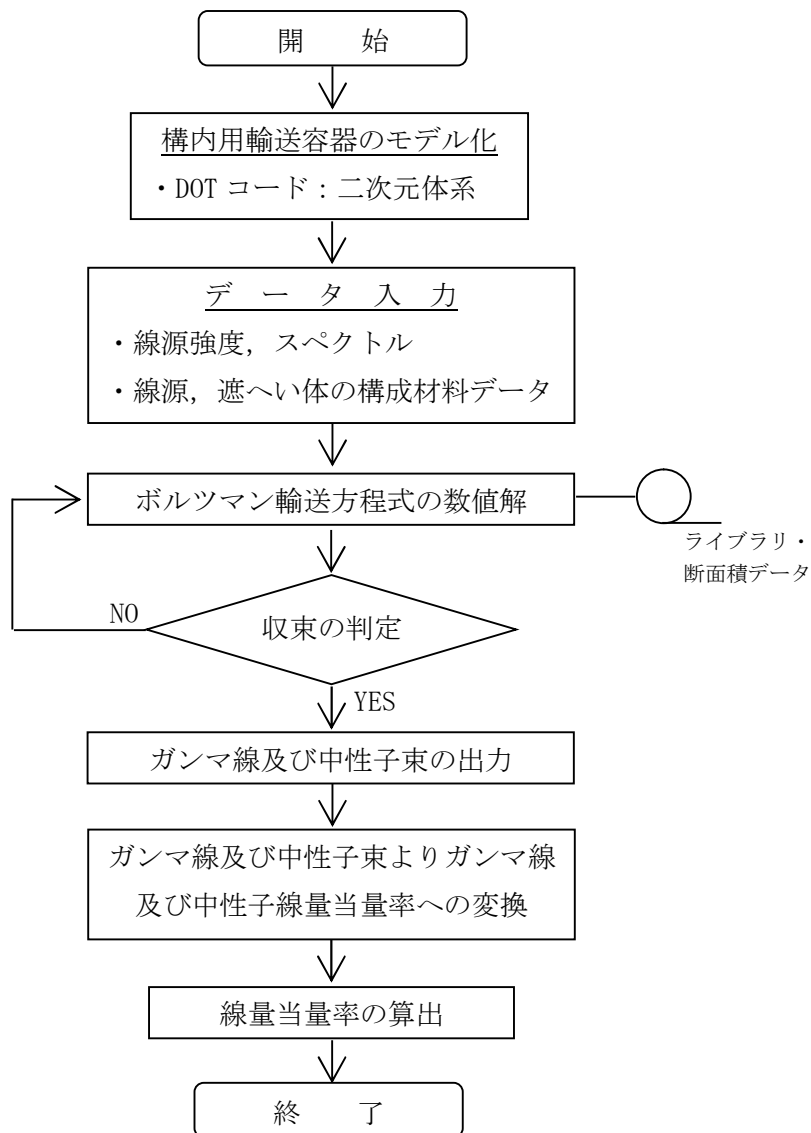 開　　始
構内用輸送容器のモデル化
・DOT コード：二次元体系
デ　ー　タ　入　力
・線源強度，スペクトル
・線源，遮へい体の構成材料データ
ボルツマン輸送方程式の数値解
ライブラリ・
断面積データ
NO
収束の判定
YES
ガンマ線及び中性子束の出力
ガンマ線及び中性子束よりガンマ線
及び中性子線量当量率への変換
線量当量率の算出
終　　了